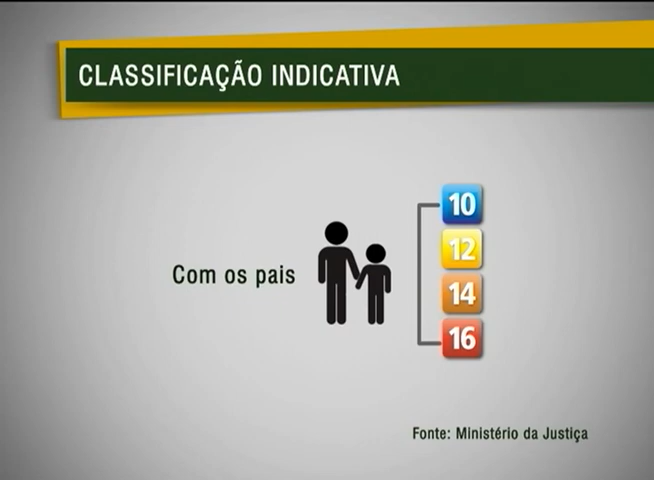 CLASSIFICAÇÃO INDICATIVA
Com os pais
10
12
14
16
Fonte: Ministério da Justiça